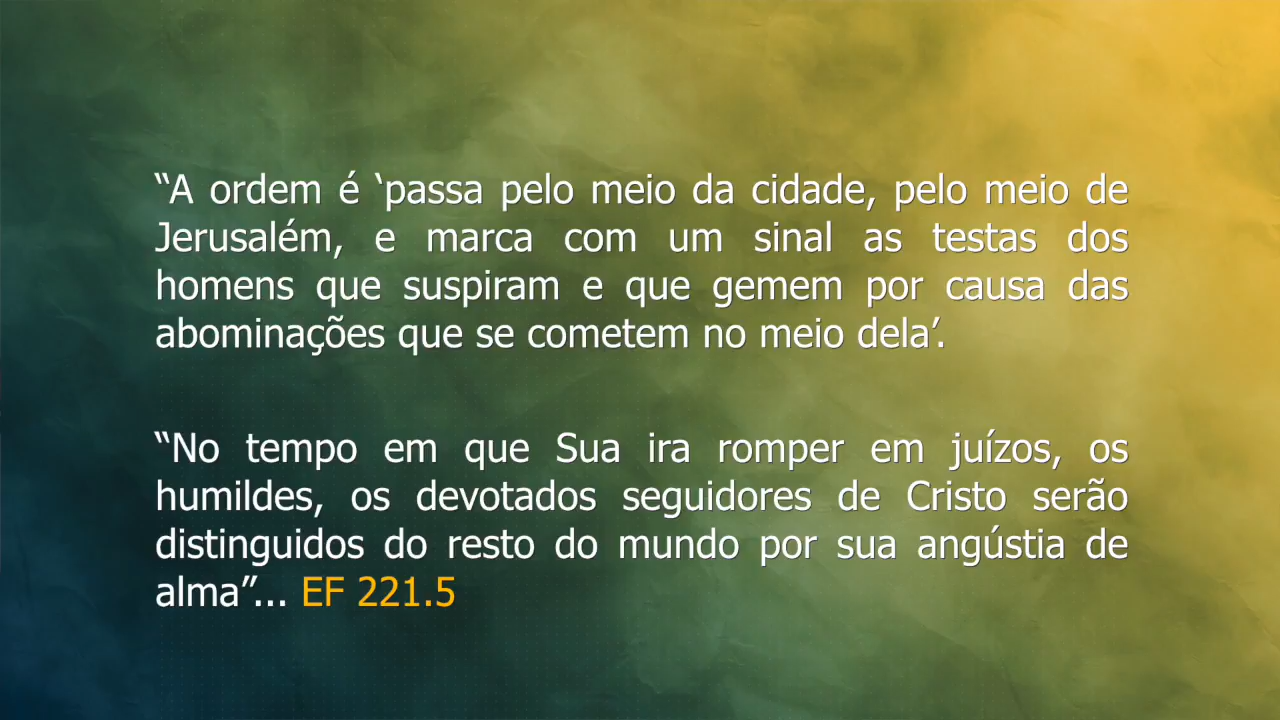 “A ordem é ‘passa pelo meio da cidade, pelo meio de
Jerusalém, e marca com um sinal as testas dos
homens que suspiram e que gemem por causa das
abominações que se cometem no meio dela’.
“No tempo em que Sua ira romper em juízos, os
humildes, os devotados seguidores de Cristo serão
distinguidos do resto do mundo por sua angústia de
alma”... EF 221.5